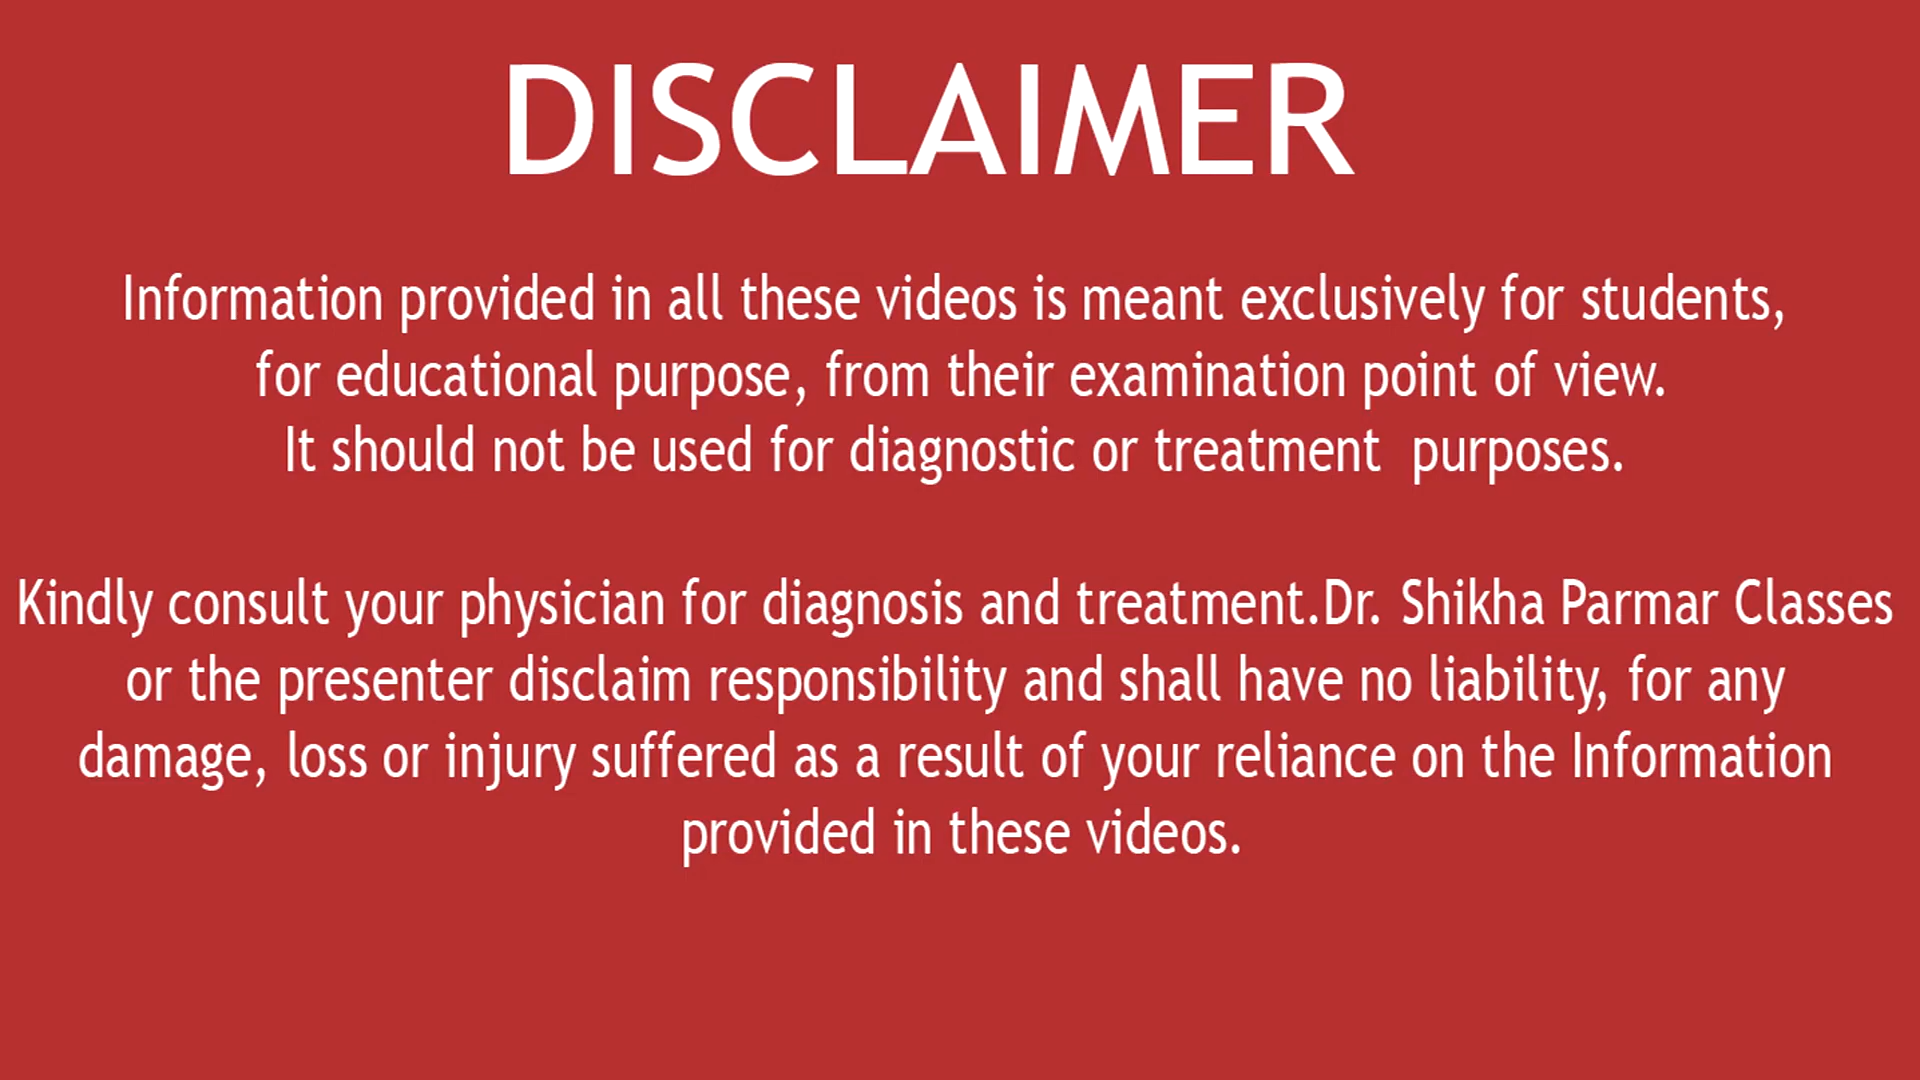 DISCLAIMER
Information provided in all these videos is meant exclusively for students,
for educational purpose, from their examination point of view.
It should not be used for diagnostic or treatment  purposes.
Kindly consult your physician for diagnosis and treatment.Dr. Shikha Parmar Classes
or the presenter disclaim responsibility and shall have no liability, for any
damage, loss or injury suffered as a result of your reliance on the Information
provided in these videos.